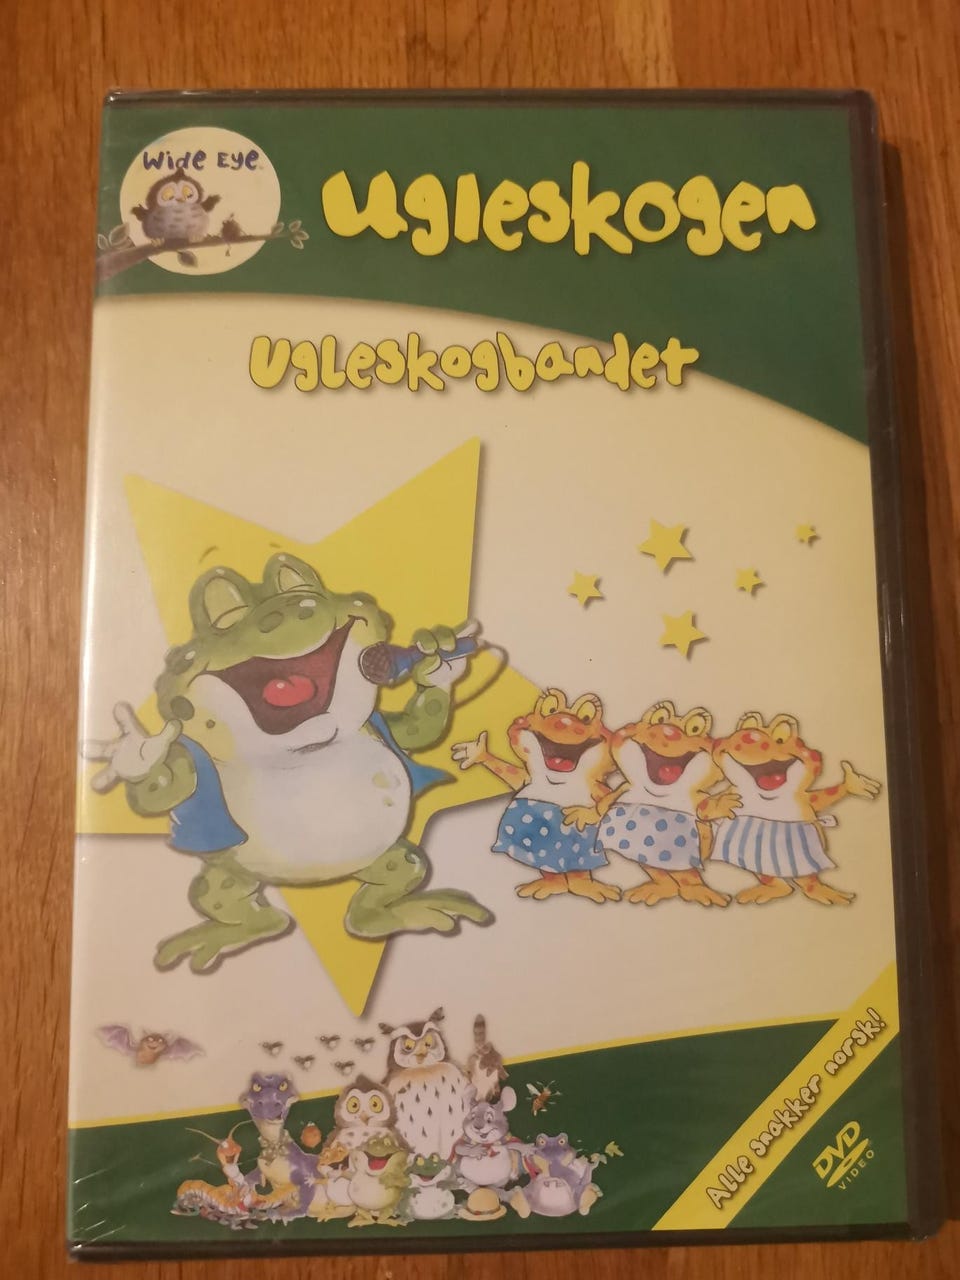 Wide Eye
Ugleskogen
Ugleskogbandet
Alle snakker norsk!
DVD
VIDEO